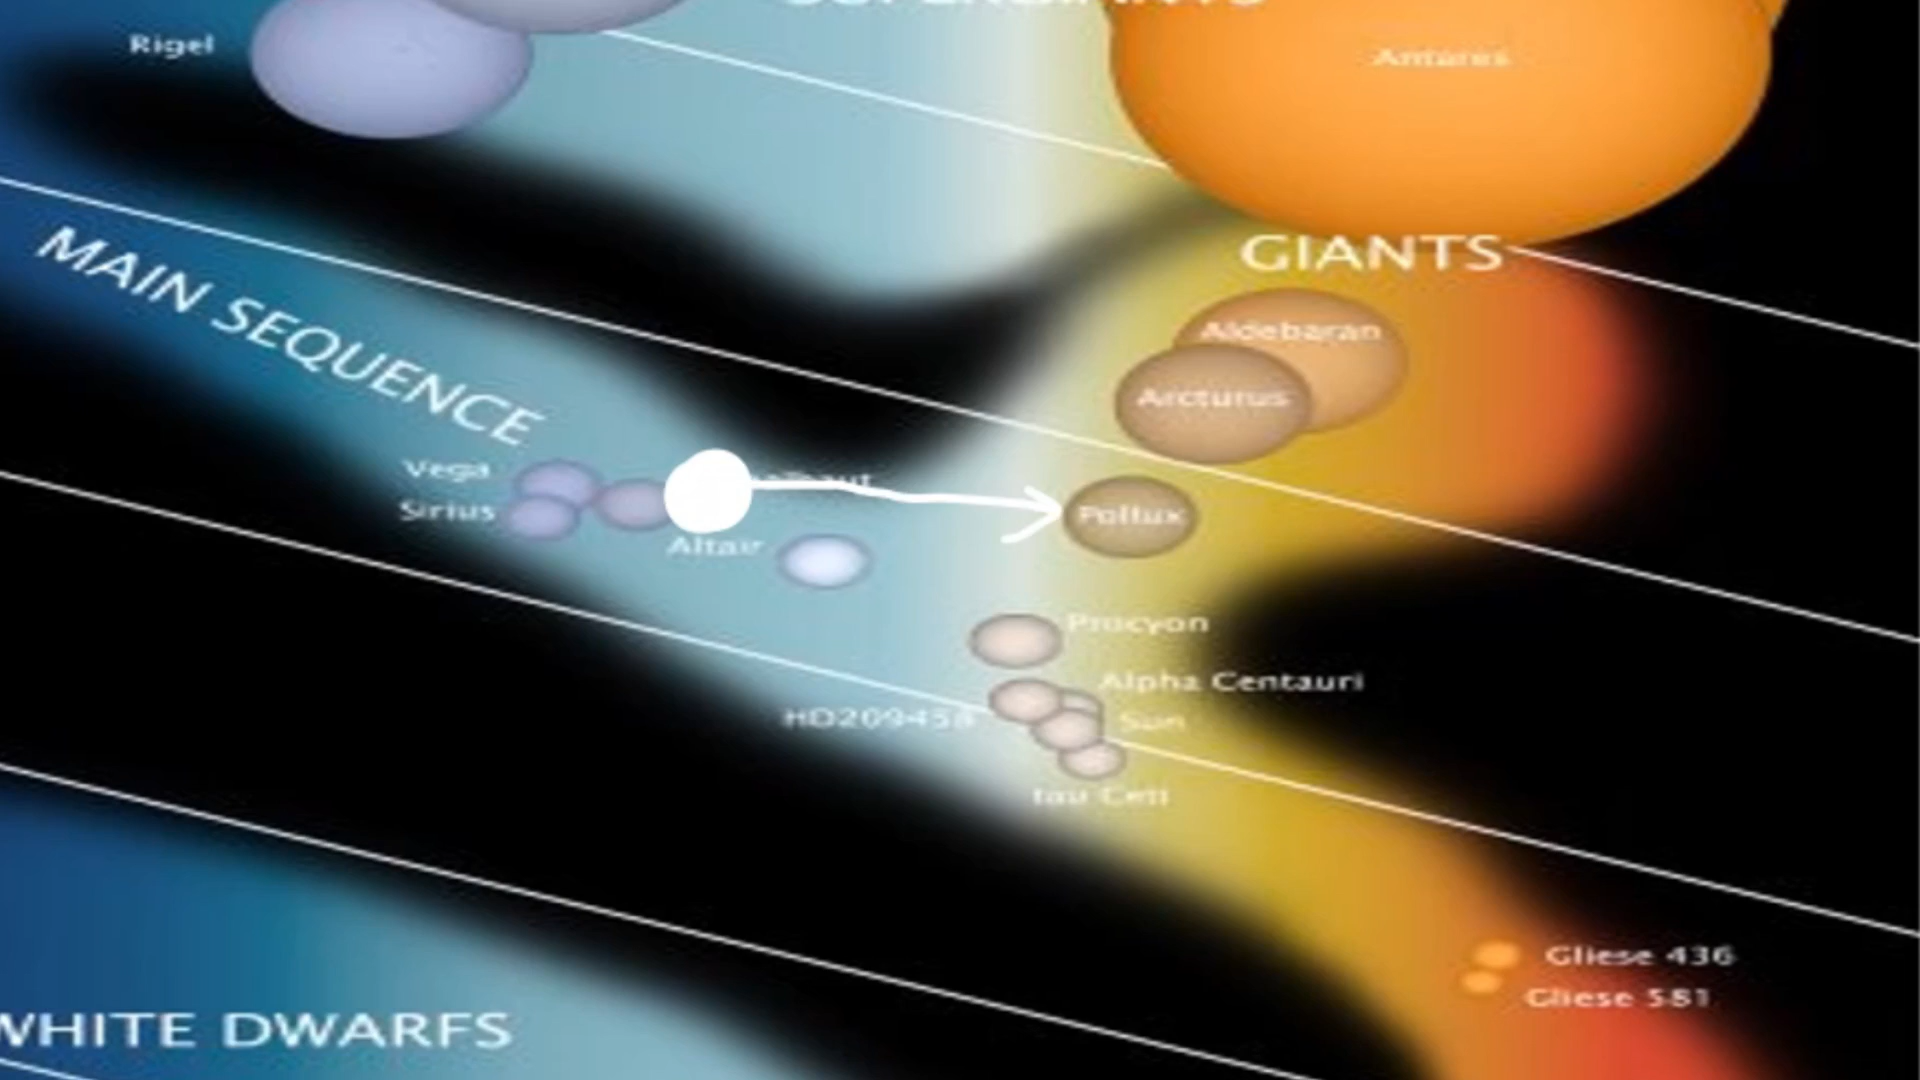 SUPERGIANTS
Rigel
Antares
GIANTS
MAIN SEQUENCE
Aldebaran
Arcturus
Vega
Sirius
Pollux
Altair
Procyon
Alpha Centauri
Sun
tau Ceti
Gliese 436
Gliese 581
WHITE DWARFS